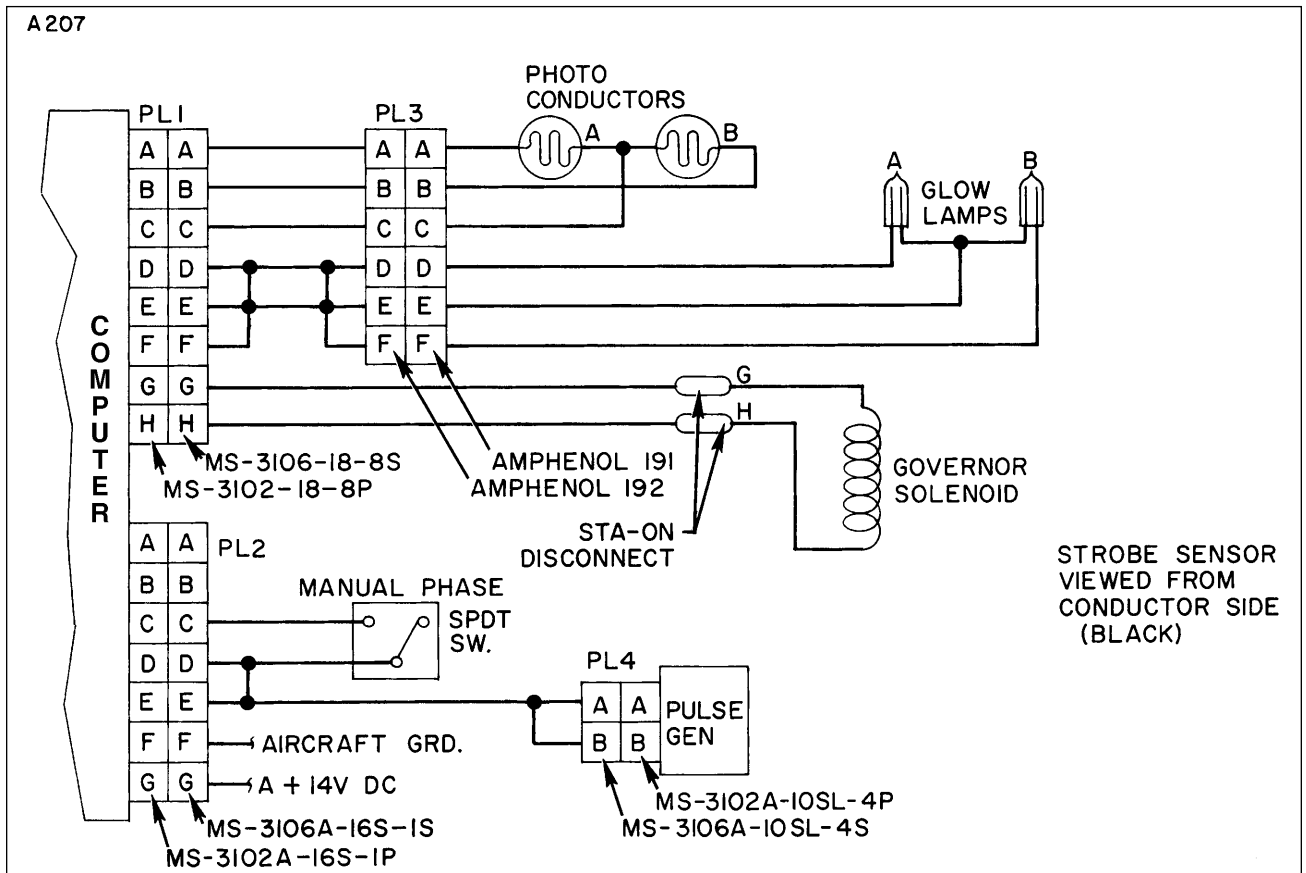 A207
PHOTO
CONDUCTORS
PL1
PL3
A
B
A A
A A
B B
B B
C C
C C
D D
D D
E E
E E
F F
F F
G G
H H
A
B
GLOW
LAMPS
COMPUTER
G
H
MS-3106-18-8S
MS-3102-18-8P
AMPHENOL 191
AMPHENOL 192
GOVERNOR
SOLENOID
STA-ON
DISCONNECT
STROBE SENSOR
VIEWED FROM
CONDUCTOR SIDE
(BLACK)
PL2
A A
B B
C C
D D
E E
F F
G G
MANUAL PHASE
SPDT
SW.
PL4
A A
B B
PULSE
GEN
AIRCRAFT GRD.
A + 14V DC
MS-3102A-10SL-4P
MS-3106A-10SL-4S
MS-3106A-16S-1S
MS-3102A-16S-1P